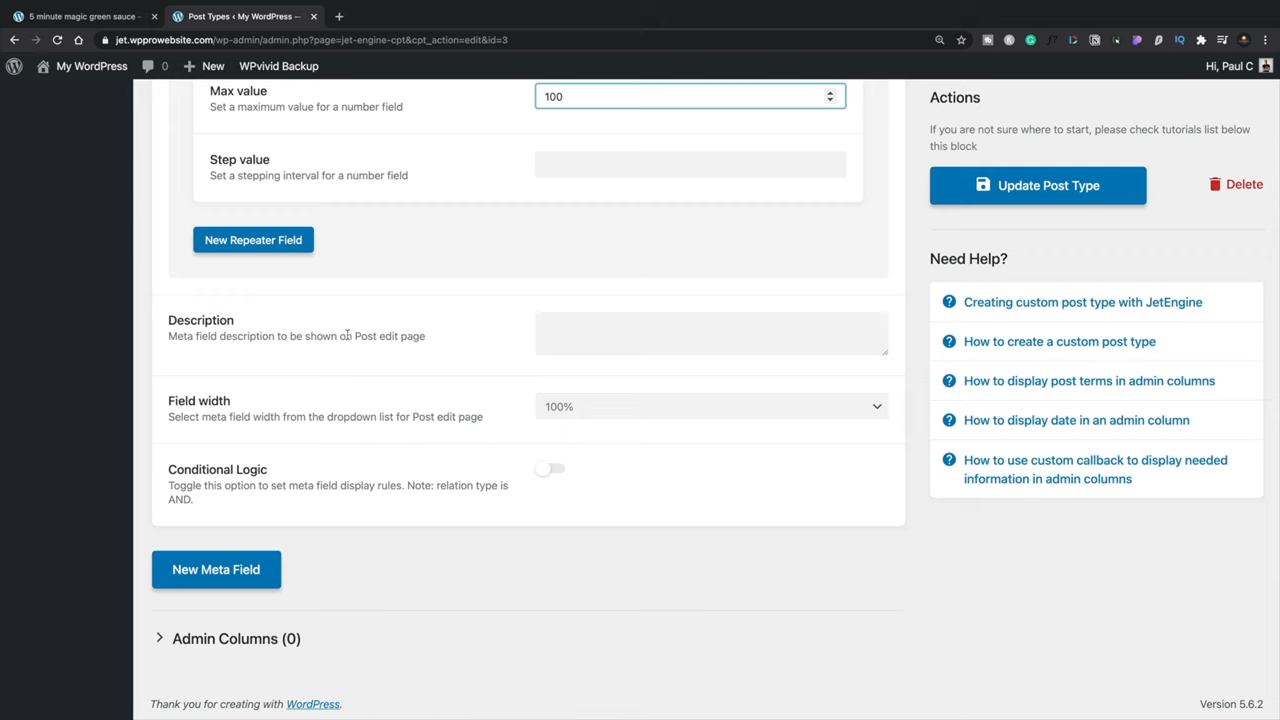 5 minute magic green sauce
Post Types ‹ My WordPress —
jet.wpprowebsite.com/wp-admin/admin.php?page=jet-engine-cpt&cpt_action=edit&id=3
My WordPress
0
New
WPvivid Backup
Hi, Paul C
Max value
Set a maximum value for a number field
100
Step value
Set a stepping interval for a number field
New Repeater Field
Description
Meta field description to be shown on Post edit page
Field width
Select meta field width from the dropdown list for Post edit page
100%
Conditional Logic
Toggle this option to set meta field display rules. Note: relation type is
AND.
New Meta Field
Admin Columns (0)
Thank you for creating with WordPress.
Actions
If you are not sure where to start, please check tutorials list below
this block
Update Post Type
Delete
Need Help?
Creating custom post type with JetEngine
How to create a custom post type
How to display post terms in admin columns
How to display date in an admin column
How to use custom callback to display needed
information in admin columns
Version 5.6.2